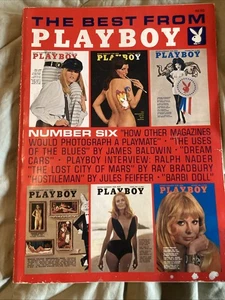 THE BEST FROM
PLAYBOY
PLAYBOY
PLAYBOY
PLAYBOY
NUMBER SIX "HOW OTHER MAGAZINES
WOULD PHOTOGRAPH A PLAYMATE" • "THE USES
OF THE BLUES" BY JAMES BALDWIN • "DREAM
CARS" • PLAYBOY INTERVIEW: RALPH NADER
"THE LOST CITY OF MARS" BY RAY BRADBURY
"HOSTILEMAN" BY JULES FEIFFER • "BARBI DOLL"
PLAYBOY
PLAYBOY
PLAYBOY